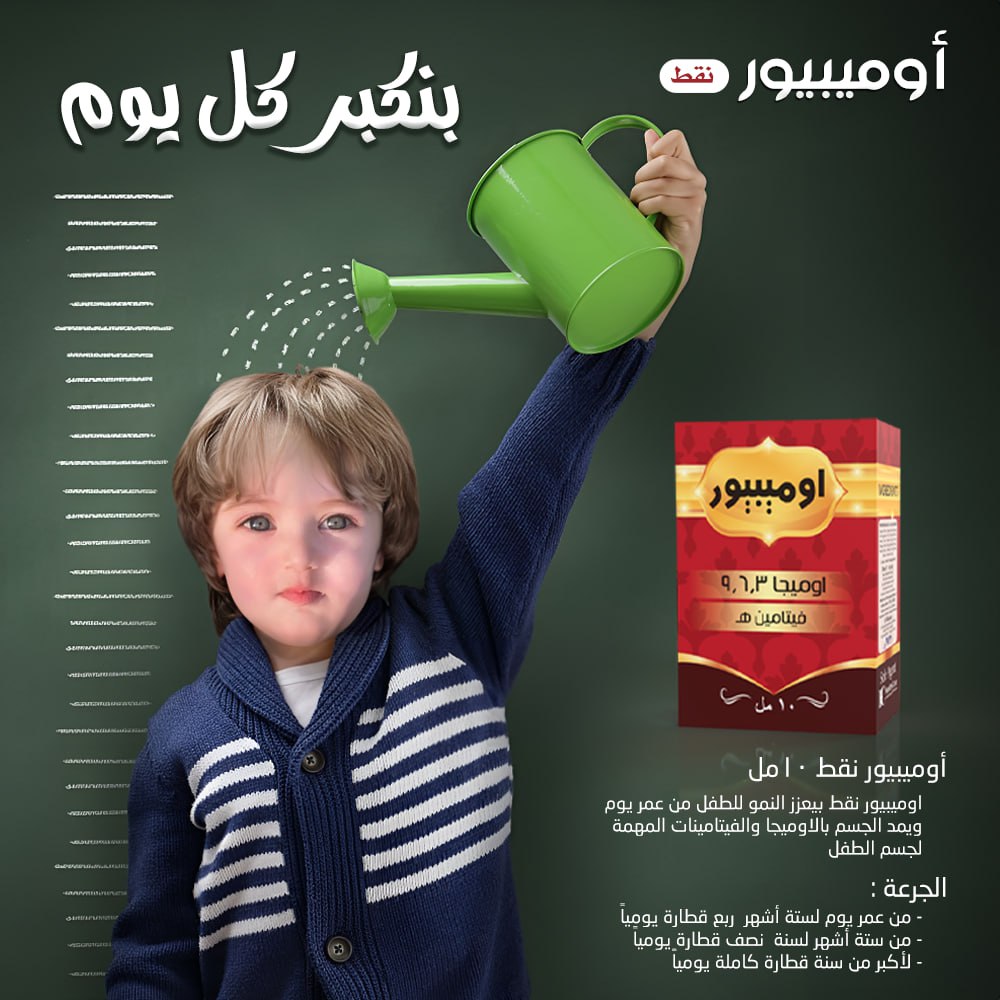 أوميبيور نقط
بنكبر كل يوم
اوميبيور
اوميجا ٩,٦,٣
فيتامين هـ
١٠ مل
أوميبيور نقط ١٠ مل
اوميبيور نقط بيعزز النمو للطفل من عمر يوم
ويمد الجسم بالاوميجا والفيتامينات المهمة
لجسم الطفل
الجرعة :
- من عمر يوم لستة أشهر ربع قطارة يومياً
- من ستة أشهر لسنة نصف قطارة يومياً
- لأكبر من سنة قطارة كاملة يومياً